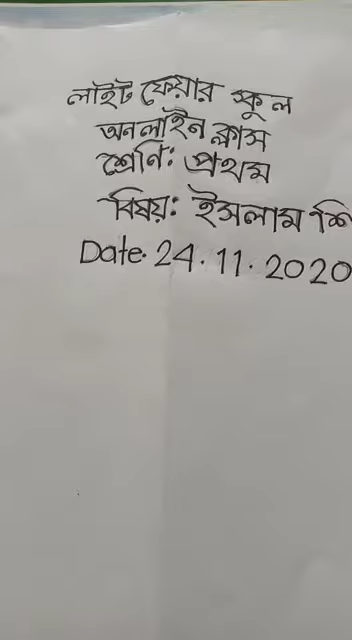 লাইট ফেয়ার স্কুল
অনলাইন ক্লাস
শ্রেণি: প্রথম
বিষয়: ইসলাম শি
Date. 24.11.2020